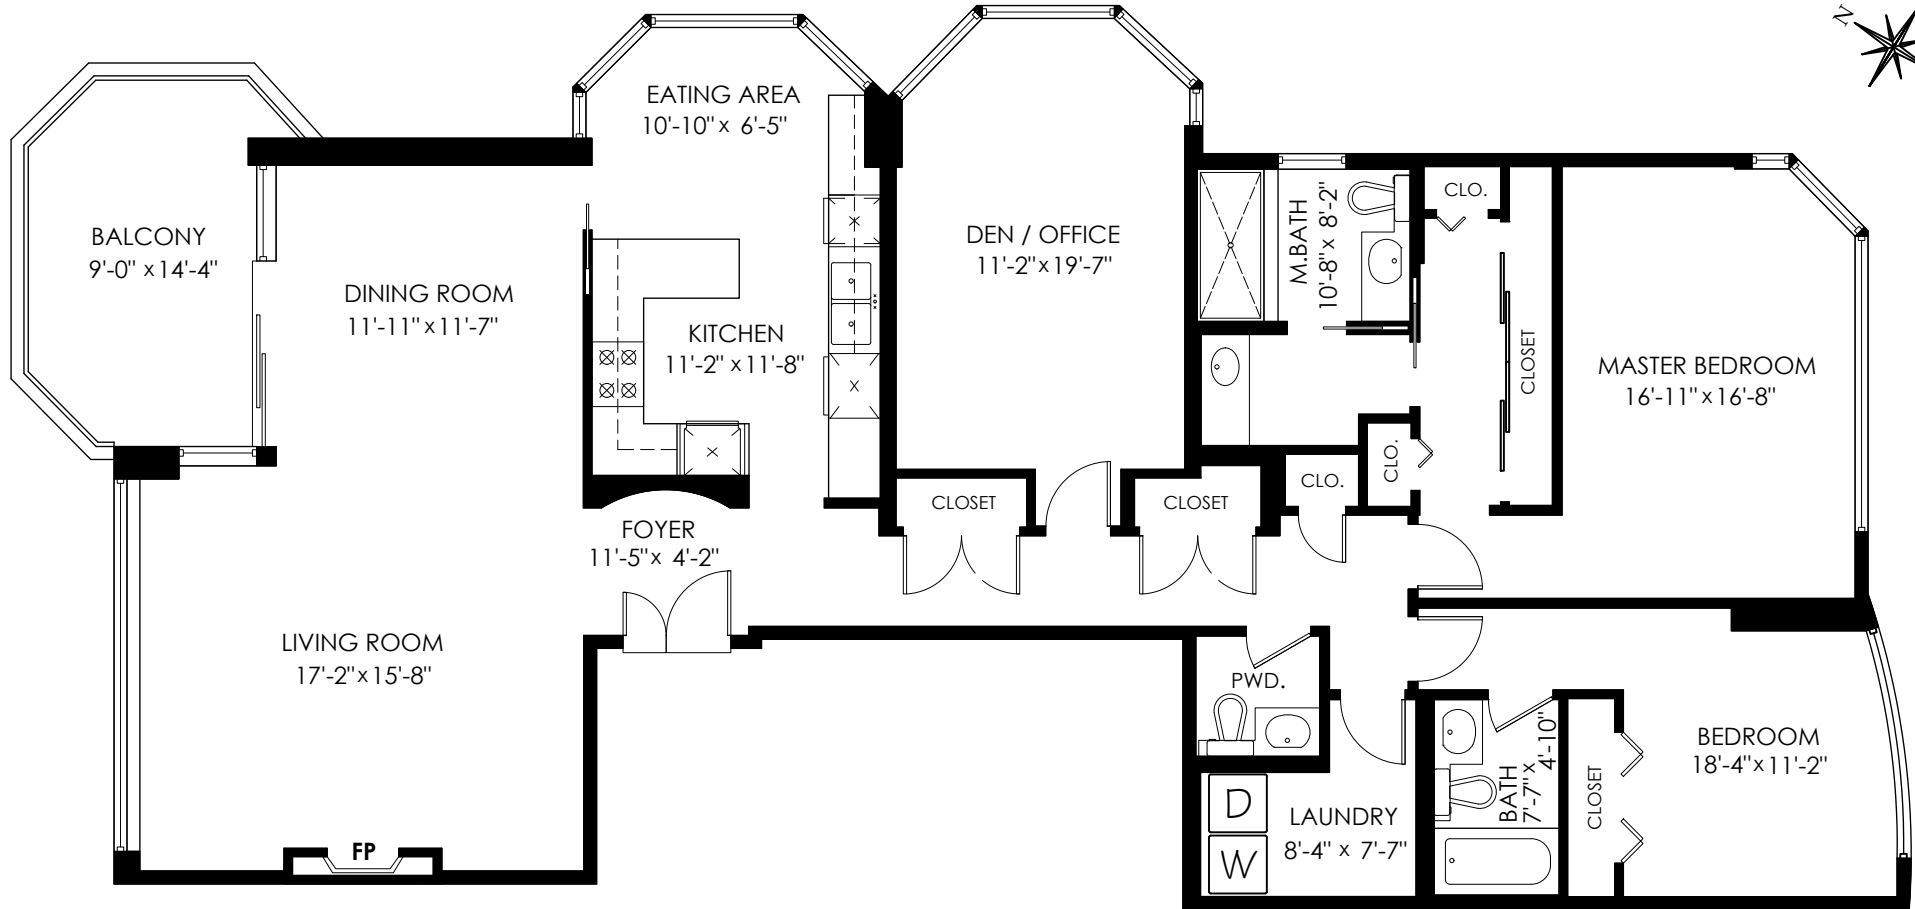 N
EATING AREA
10'-10" x 6'-5"
BALCONY
9'-0" x 14'-4"
DINING ROOM
11'-11" x 11'-7"
KITCHEN
11'-2" x 11'-8"
DEN / OFFICE
11'-2" x 19'-7"
M.BATH
10'-8" x 8'-2"
CLO.
CLOSET
MASTER BEDROOM
16'-11" x 16'-8"
CLO.
CLO.
CLOSET
CLOSET
FOYER
11'-5" x 4'-2"
LIVING ROOM
17'-2" x 15'-8"
FP
PWD.
D
W
LAUNDRY
8'-4" x 7'-7"
BATH
7'-7" x
4'-10"
CLOSET
BEDROOM
18'-4" x 11'-2"